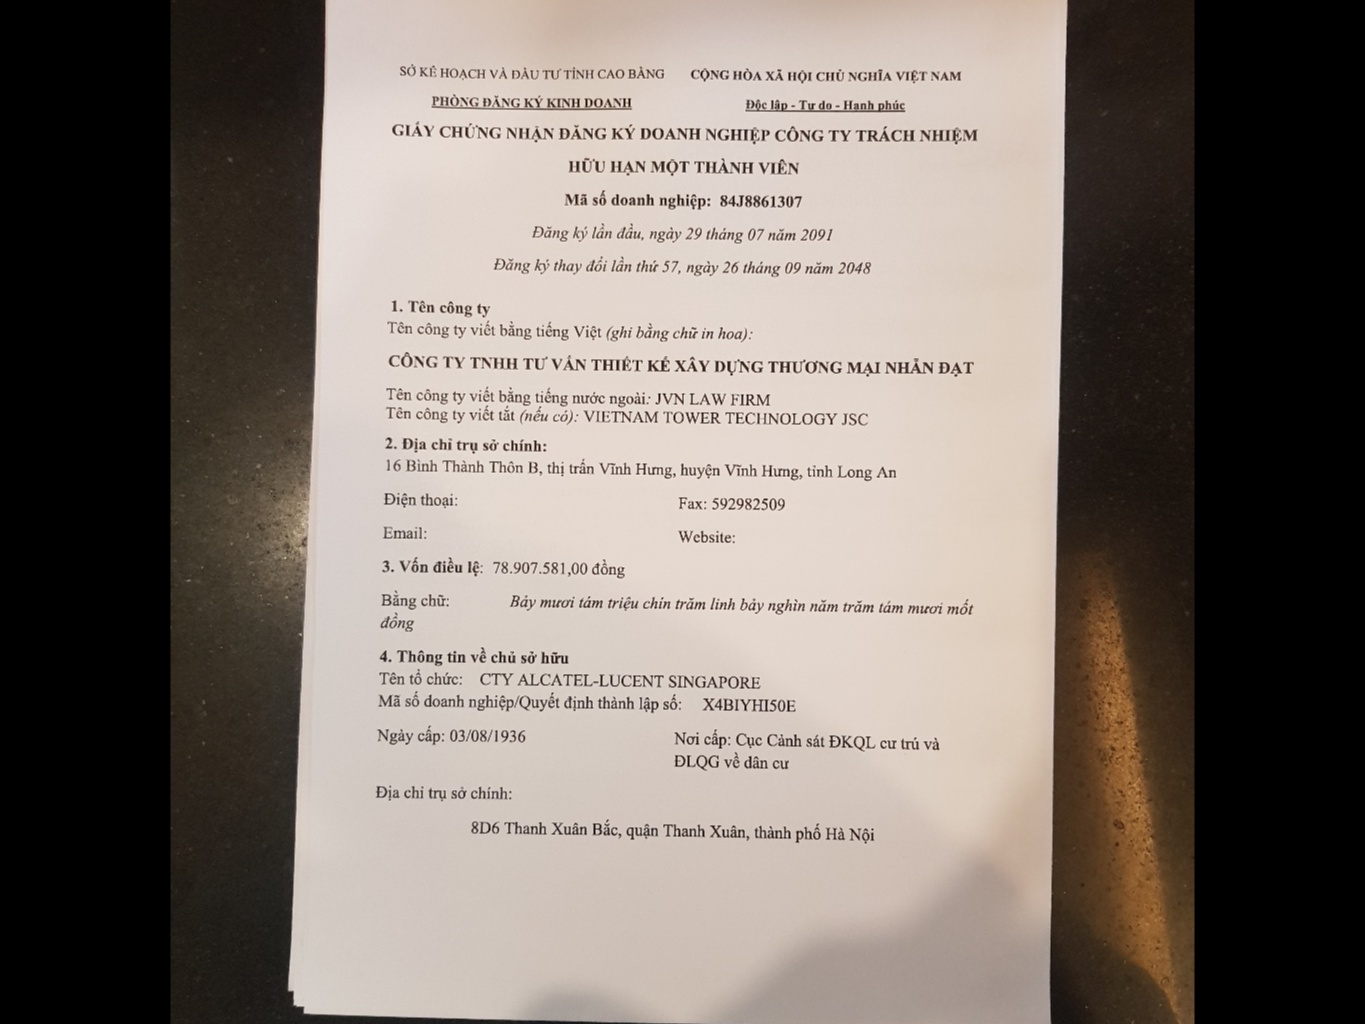 SỞ KẾ HOẠCH VÀ ĐẦU TƯ TỈNH CAO BẰNG
CỘNG HÒA XÃ HỘI CHỦ NGHĨA VIỆT NAM
PHÒNG ĐĂNG KÝ KINH DOANH
Độc lập - Tự do - Hạnh phúc
GIẤY CHỨNG NHẬN ĐĂNG KÝ DOANH NGHIỆP CÔNG TY TRÁCH NHIỆM
HỮU HẠN MỘT THÀNH VIÊN
Mã số doanh nghiệp: 84J8861307
Đăng ký lần đầu, ngày 29 tháng 07 năm 2091
Đăng ký thay đổi lần thứ 57, ngày 26 tháng 09 năm 2048
1. Tên công ty
Tên công ty viết bằng tiếng Việt (ghi bằng chữ in hoa):
CÔNG TY TNHH TƯ VẤN THIẾT KẾ XÂY DỰNG THƯƠNG MẠI NHẪN ĐẠT
Tên công ty viết bằng tiếng nước ngoài: JVN LAW FIRM
Tên công ty viết tắt (nếu có): VIETNAM TOWER TECHNOLOGY JSC
2. Địa chỉ trụ sở chính:
16 Bình Thành Thôn B, thị trấn Vĩnh Hưng, huyện Vĩnh Hưng, tỉnh Long An
Điện thoại:
Fax: 592982509
Email:
Website:
3. Vốn điều lệ: 78.907.581,00 đồng
Bằng chữ: Bảy mươi tám triệu chín trăm linh bảy nghìn năm trăm tám mươi mốt
đồng
4. Thông tin về chủ sở hữu
Tên tổ chức: CTY ALCATEL-LUCENT SINGAPORE
Mã số doanh nghiệp/Quyết định thành lập số: X4BIYHI50E
Ngày cấp: 03/08/1936
Nơi cấp: Cục Cảnh sát ĐKQL cư trú và
ĐLQG về dân cư
Địa chỉ trụ sở chính:
8D6 Thanh Xuân Bắc, quận Thanh Xuân, thành phố Hà Nội